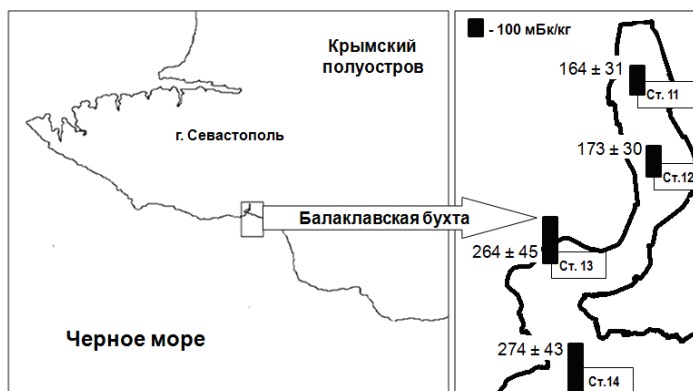 Крымский
полуостров
г. Севастополь
Балаклавская бухта
Черное море
- 100 мБк/кг
164 ± 31
Ст. 11
173 ± 30
Ст.12
264 ± 45
Ст. 13
274 ± 43
Ст.14